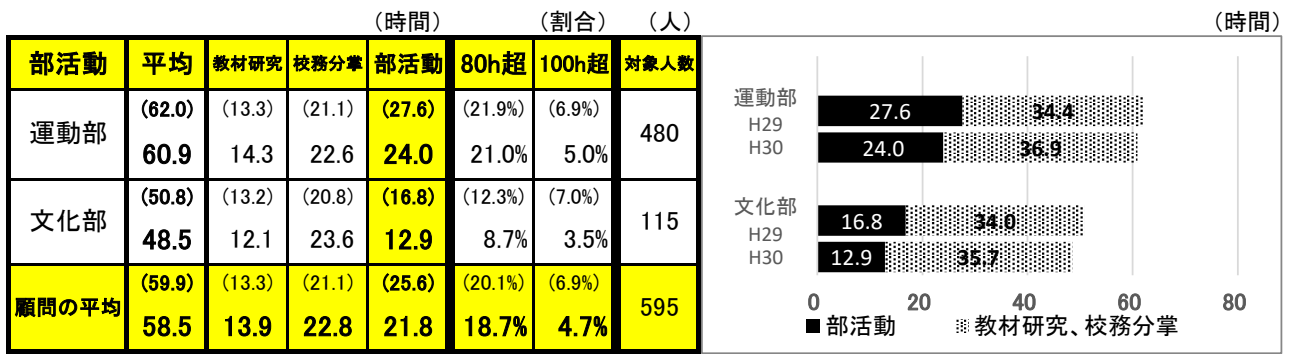 （時間） （割合） （人） （時間）
部活動 平均 教材研究 校務分掌 部活動 80h超 100h超 対象人数
運動部 (62.0) (13.3) (21.1) (27.6) (21.9%) (6.9%) 480
60.9 14.3 22.6 24.0 21.0% 5.0%
文化部 (50.8) (13.2) (20.8) (16.8) (12.3%) (7.0%) 115
48.5 12.1 23.6 12.9 8.7% 3.5%
顧問の平均 (59.9) (13.3) (21.1) (25.6) (20.1%) (6.9%) 595
58.5 13.9 22.8 21.8 18.7% 4.7%
運動部
H29 27.6 34.4
H30 24.0 36.9
文化部
H29 16.8 34.0
H30 12.9 35.7
0 20 40 60 80
部活動 教材研究、校務分掌